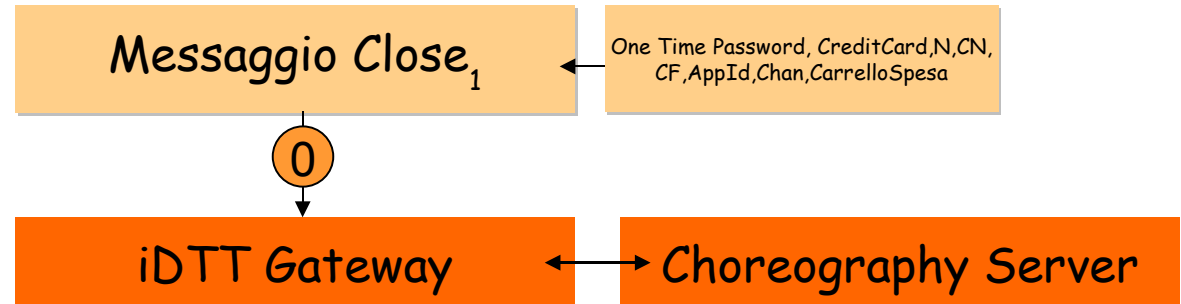 Messaggio Close1
One Time Password, CreditCard,N,CN,
CF,AppId,Chan,CarrelloSpesa
0
iDTT Gateway
Choreography Server